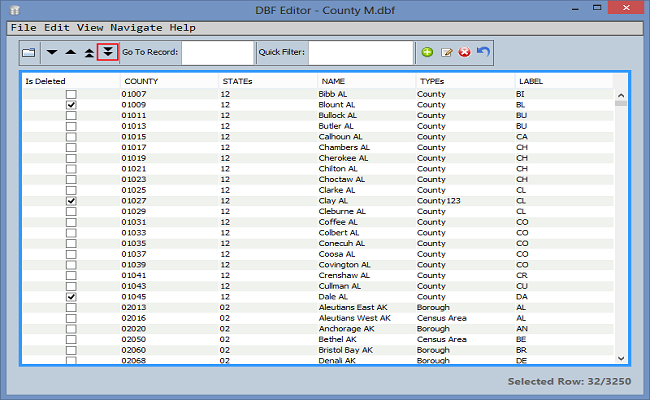 DBF Editor - County M.dbf
File Edit View Navigate Help
Go To Record: Quick Filter:
Is Deleted COUNTY STATEs NAME TYPEs LABEL
01007 12 Bibb AL County BI
01009 12 Blount AL County BL
01011 12 Bullock AL County BU
01013 12 Butler AL County BU
01015 12 Calhoun AL County CA
01017 12 Chambers AL County CH
01019 12 Cherokee AL County CH
01021 12 Chilton AL County CH
01023 12 Choctaw AL County CH
01025 12 Clarke AL County CL
01027 12 Clay AL County123 CL
01029 12 Cleburne AL County CL
01031 12 Coffee AL County CO
01033 12 Colbert AL County CO
01035 12 Conecuh AL County CO
01037 12 Coosa AL County CO
01039 12 Covington AL County CO
01041 12 Crenshaw AL County CR
01043 12 Cullman AL County CU
01045 12 Dale AL County DA
02013 02 Aleutians East AK Borough AL
02016 02 Aleutians West AK Census Area AL
02020 02 Anchorage AK Borough AN
02050 02 Bethel AK Census Area BE
02060 02 Bristol Bay AK Borough BR
02068 02 Denali AK Borough DE
Selected Row: 32/3250